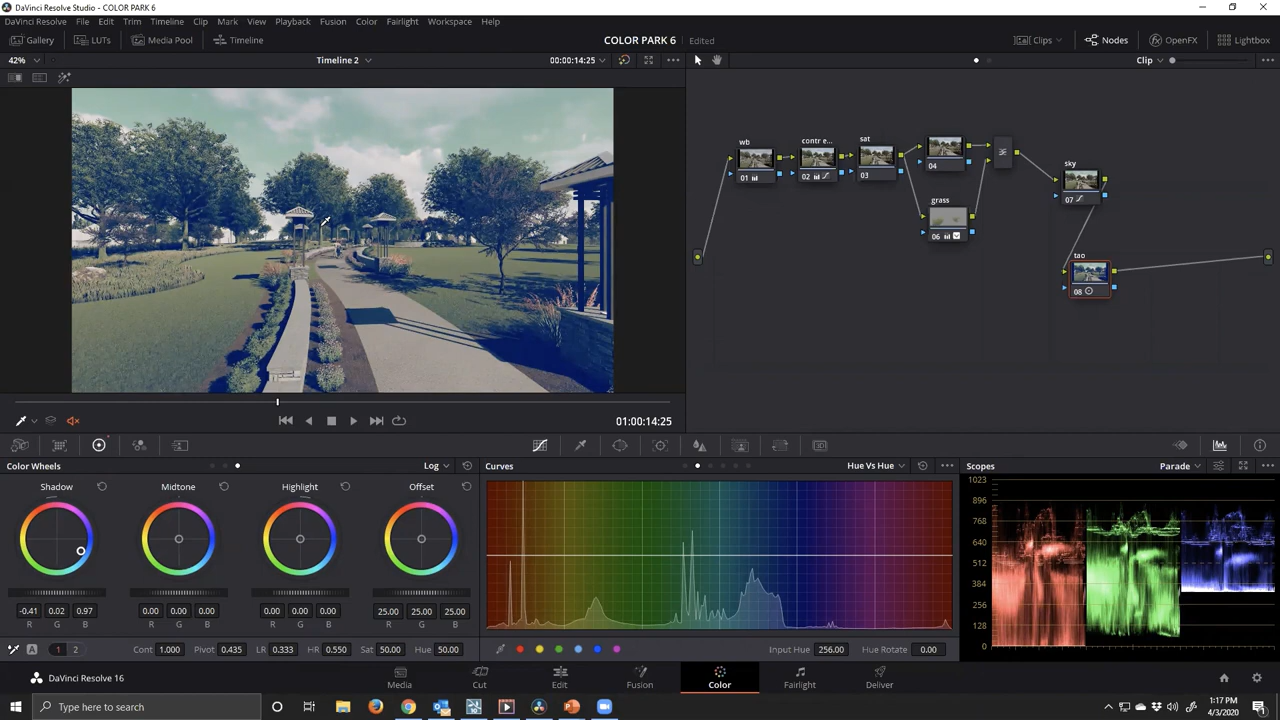 DaVinci Resolve Studio - COLOR PARK 6
DaVinci Resolve File Edit Trim Timeline Clip Mark View Playback Fusion Color Fairlight Workspace Help
Gallery LUTs Media Pool Timeline COLOR PARK 6 Edited Clips Nodes OpenFX Lightbox
42% Timeline 2 00:00:14:25 Clip
wb contr e... sat
01 02 03 04
sky
07
grass
06
tao
08
01:00:14:25
Color Wheels Log Curves Hue Vs Hue Scopes Parade
Shadow Midtone Highlight Offset
1023
896
768
640
512
384
256
128
0
-0.41 0.02 0.97 0.00 0.00 0.00 0.00 0.00 0.00 25.00 25.00 25.00
R G B R G B R G B R G B
A 1 2 Cont 1.000 Pivot 0.435 LR 0.333 HR 0.550 Sat 50.00 Hue 50.00 Input Hue 256.00 Hue Rotate 0.00
DaVinci Resolve 16 Media Cut Edit Fusion Color Fairlight Deliver
Type here to search
1:17 PM
4/3/2020